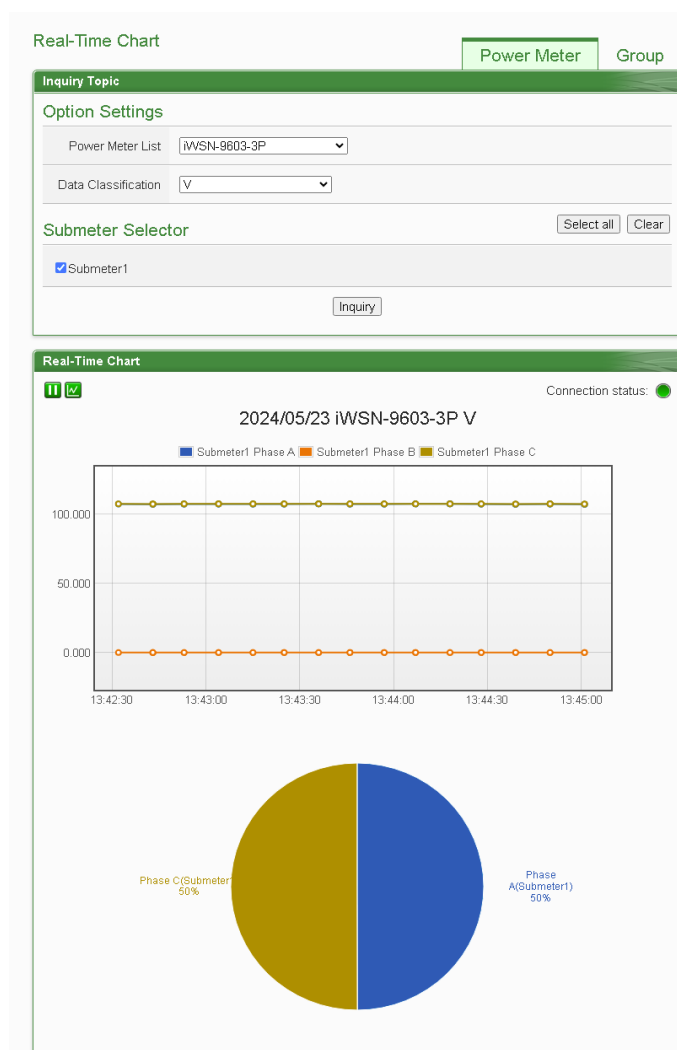 Real-Time Chart
Power Meter Group
Inquiry Topic
Option Settings
Power Meter List iWSN-9603-3P
Data Classification V
Submeter Selector Select all Clear
Submeter1
Inquiry
Real-Time Chart
Connection status:
2024/05/23 iWSN-9603-3P V
Submeter1 Phase A Submeter1 Phase B Submeter1 Phase C
100.000
50.000
0.000
13:42:30 13:43:00 13:43:30 13:44:00 13:44:30 13:45:00
Phase C(Submeter1
50%
Phase
A(Submeter1)
50%